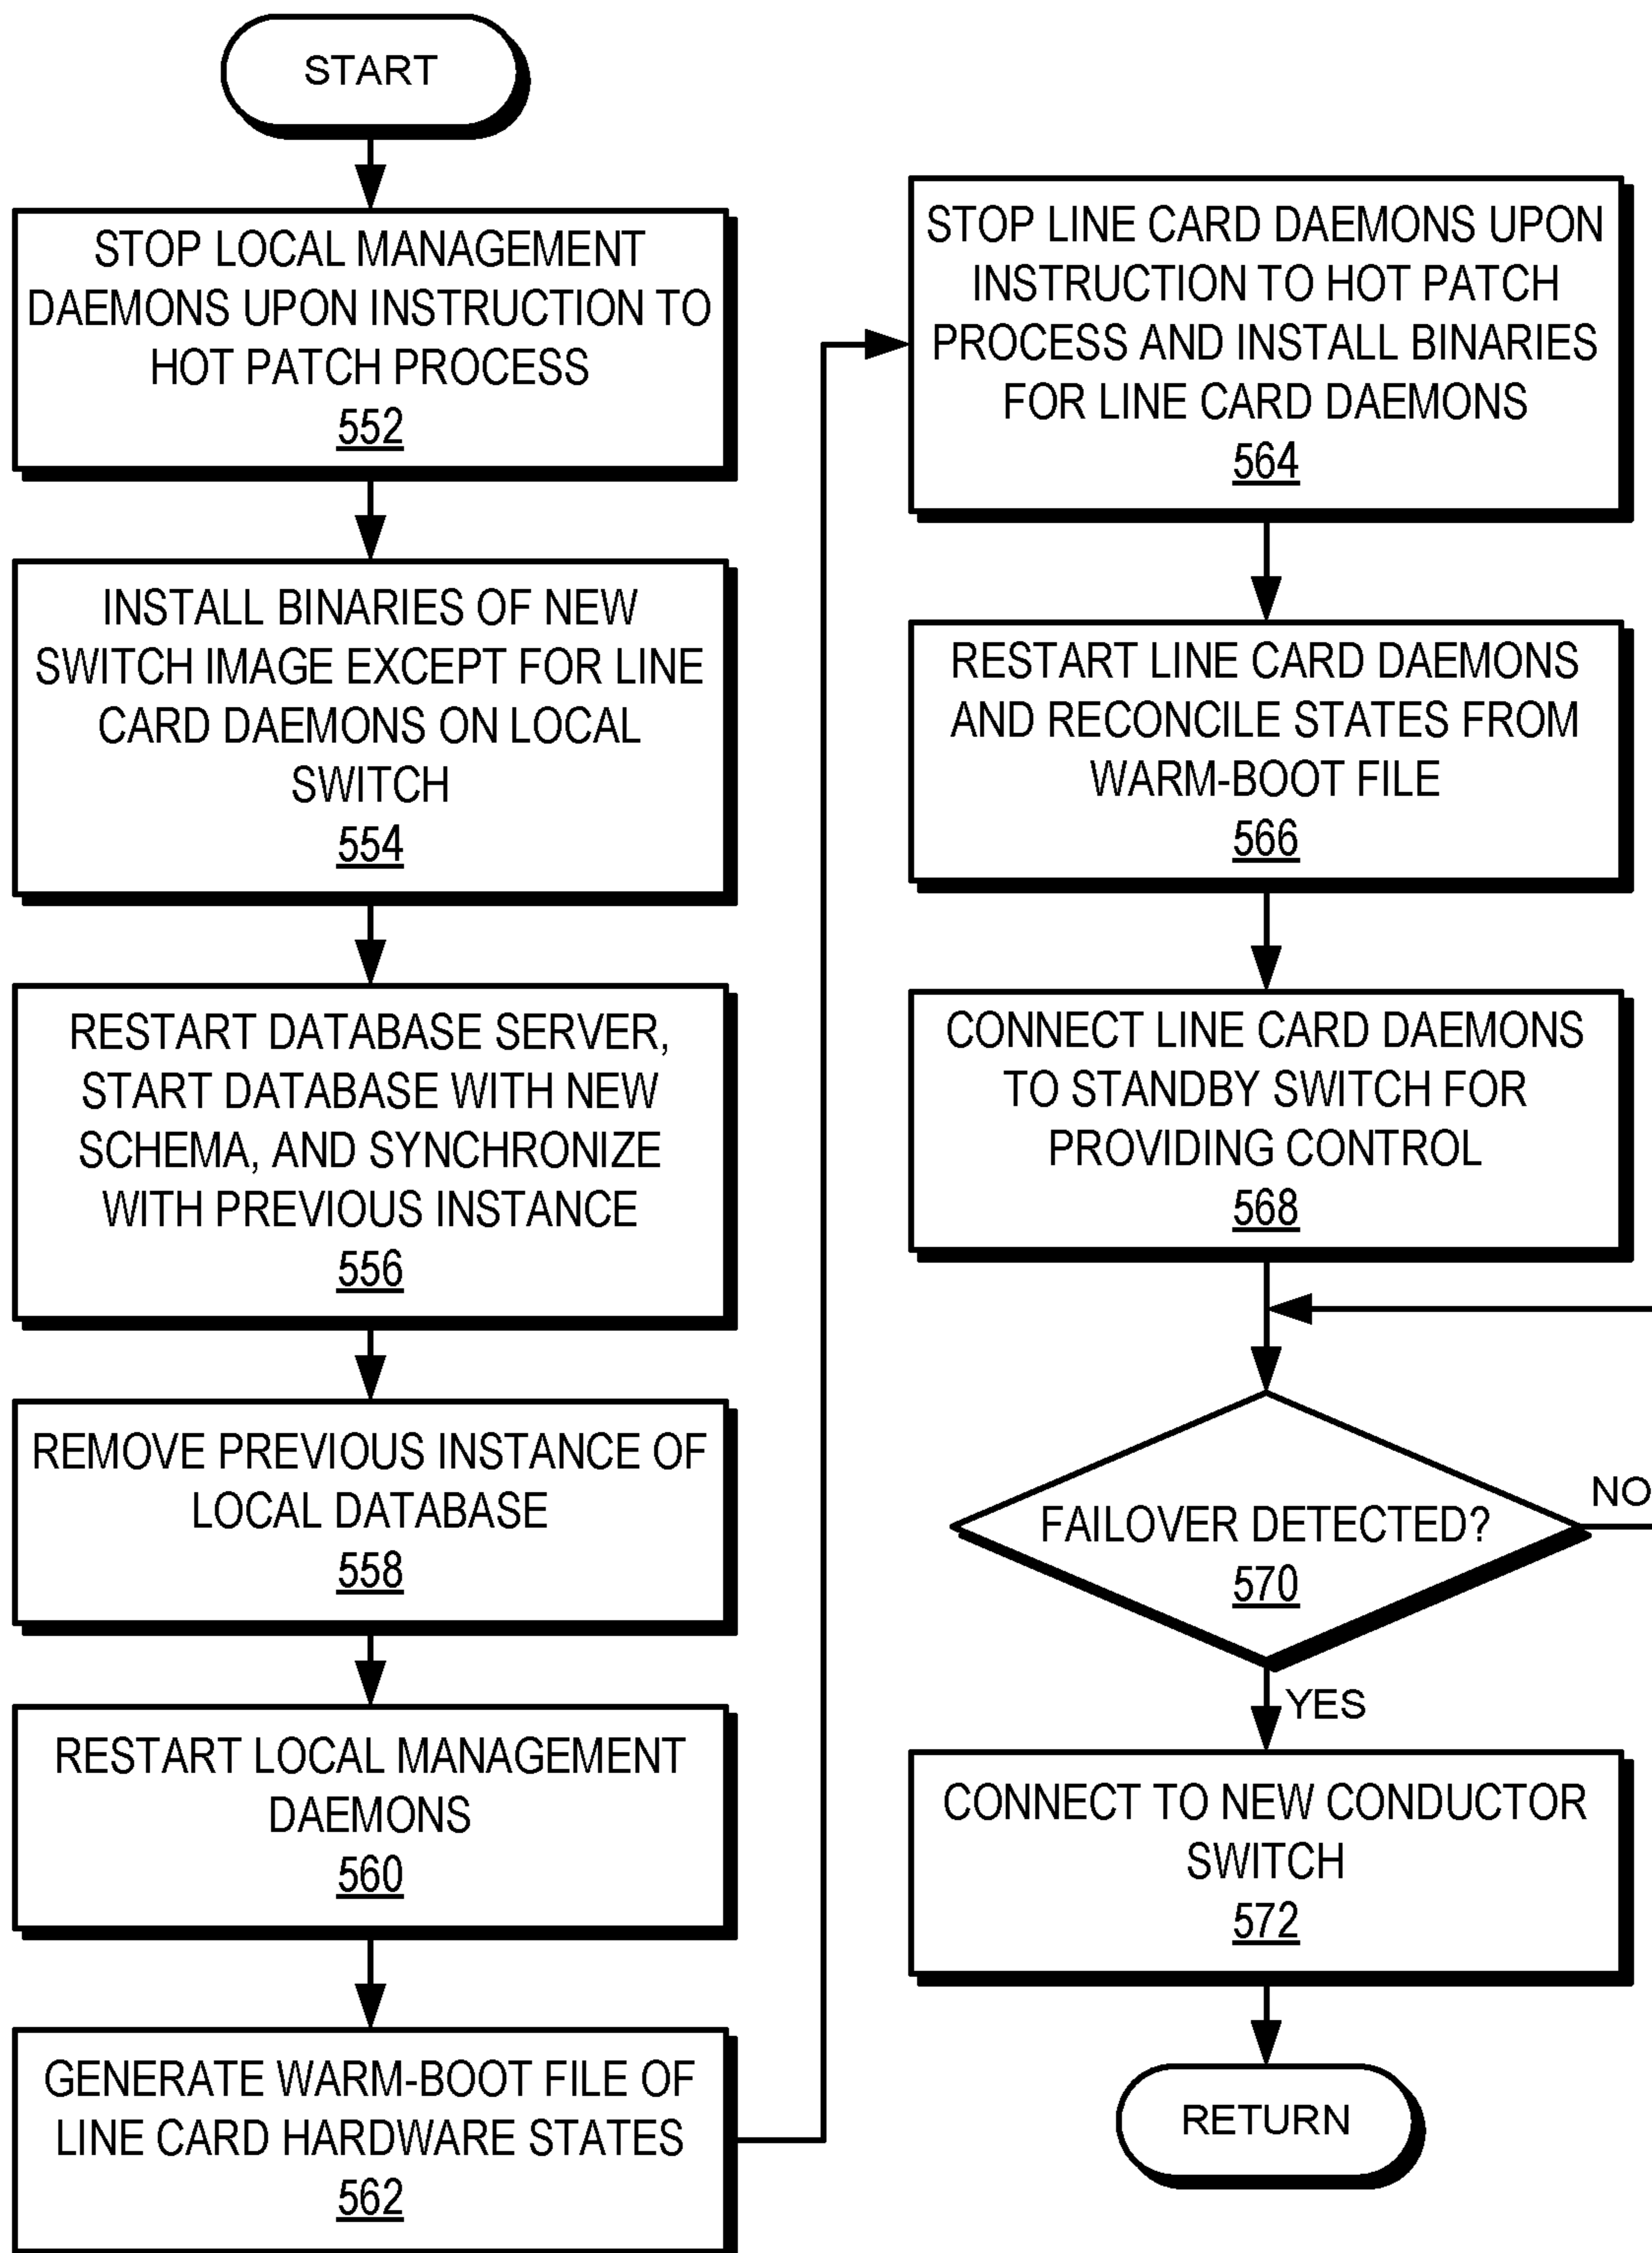 START
STOP LOCAL MANAGEMENT
DAEMONS UPON INSTRUCTION TO
HOT PATCH PROCESS
552
INSTALL BINARIES OF NEW
SWITCH IMAGE EXCEPT FOR LINE
CARD DAEMONS ON LOCAL
SWITCH
554
RESTART DATABASE SERVER,
START DATABASE WITH NEW
SCHEMA, AND SYNCHRONIZE
WITH PREVIOUS INSTANCE
556
REMOVE PREVIOUS INSTANCE OF
LOCAL DATABASE
558
RESTART LOCAL MANAGEMENT
DAEMONS
560
GENERATE WARM-BOOT FILE OF
LINE CARD HARDWARE STATES
562
STOP LINE CARD DAEMONS UPON
INSTRUCTION TO HOT PATCH
PROCESS AND INSTALL BINARIES
FOR LINE CARD DAEMONS
564
RESTART LINE CARD DAEMONS
AND RECONCILE STATES FROM
WARM-BOOT FILE
566
CONNECT LINE CARD DAEMONS
TO STANDBY SWITCH FOR
PROVIDING CONTROL
568
FAILOVER DETECTED?
570
NO
YES
CONNECT TO NEW CONDUCTOR
SWITCH
572
RETURN